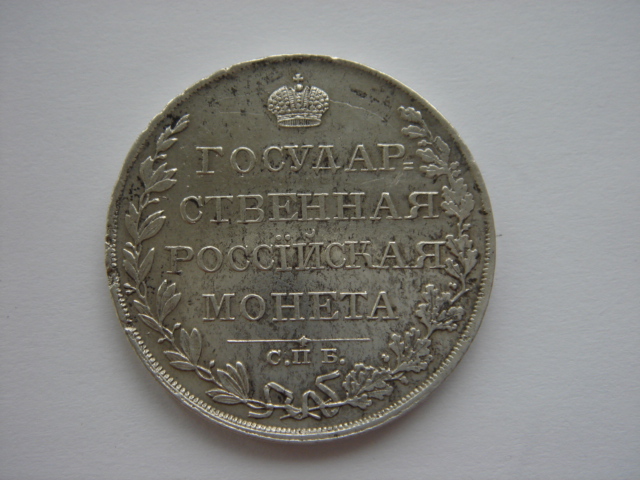 ГОСУДАР=
СТВЕННАЯ
РОССІЙСКАЯ
МОНЕТА
С.П Б.